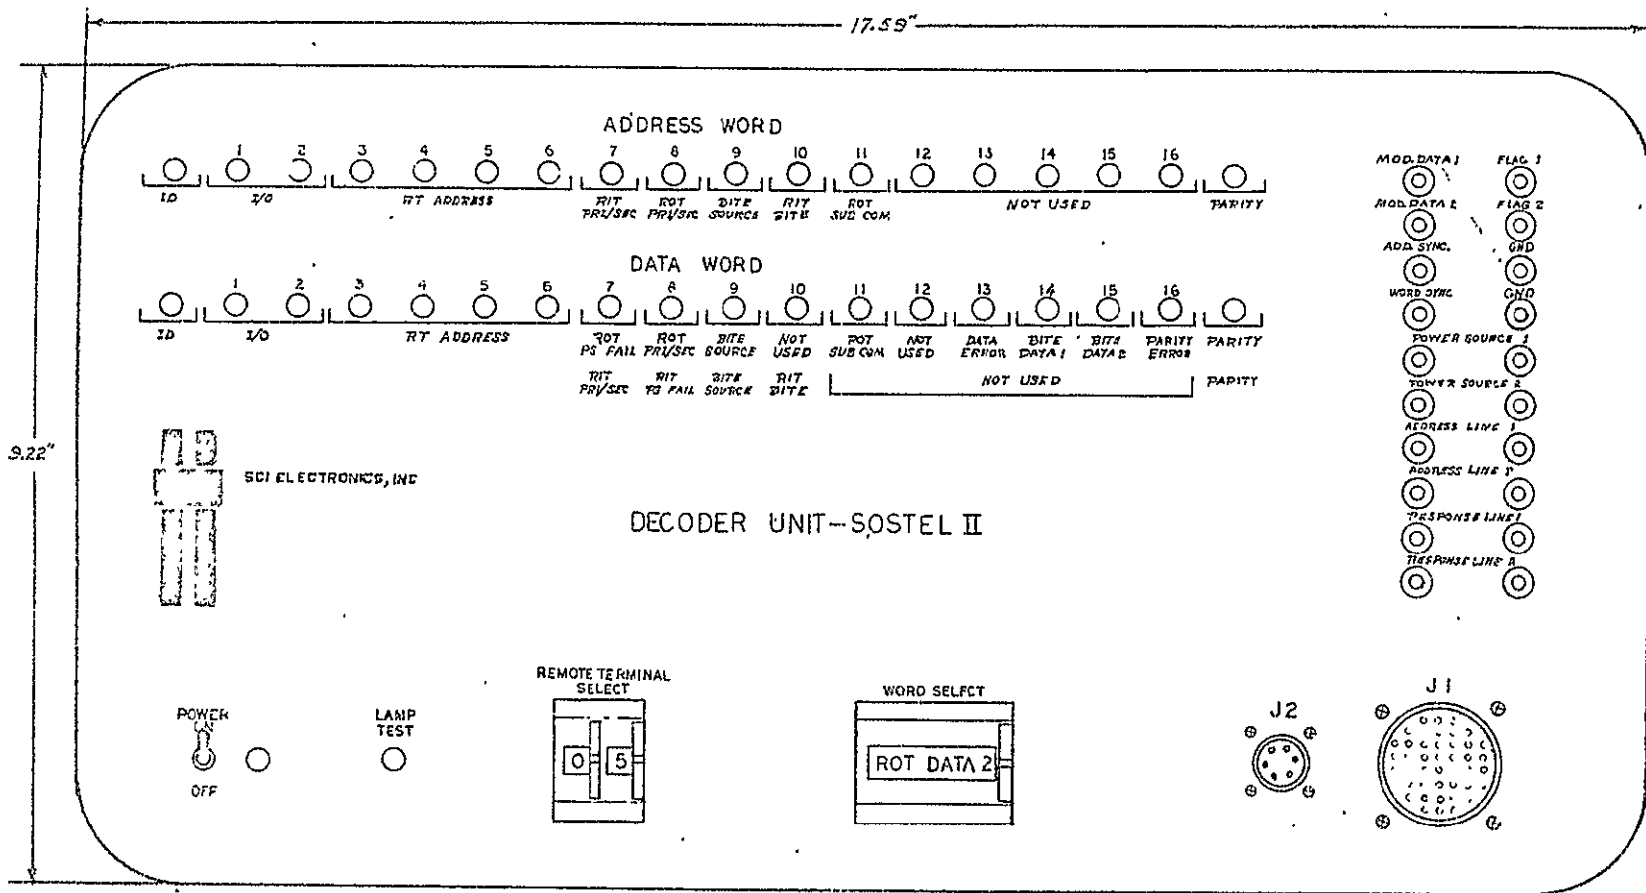 17.59"
9.22"
ADDRESS WORD
1 2 3 4 5 6 7 8 9 10 11 12 13 14 15 16
ID I/O RT ADDRESS RIT PRI/SEC ROT PRI/SEC BITE SOURCE RIT BITE ROT SUB COM NOT USED PARITY
DATA WORD
1 2 3 4 5 6 7 8 9 10 11 12 13 14 15 16
ID I/O RT ADDRESS ROT PS FAIL ROT PRI/SEC BITE SOURCE NOT USED ROT SUB COM NOT USED DATA ERROR BITE DATA 1 BITE DATA 2 PARITY ERROR PARITY
RIT PRI/SEC RIT PS FAIL BITE SOURCE RIT BITE NOT USED PARITY
MOD. DATA 1 FLAG 1
MOD. DATA 2 FLAG 2
ADD. SYNC. GND
WORD SYNC GND
POWER SOURCE 1
POWER SOURCE 2
ADDRESS LINE 1
ADDRESS LINE 2
RESPONSE LINE 1
RESPONSE LINE 2
SCI ELECTRONICS, INC
DECODER UNIT-SOSTEL II
POWER
ON
OFF
LAMP
TEST
REMOTE TERMINAL
SELECT
0 5
WORD SELECT
ROT DATA 2
J2
J1